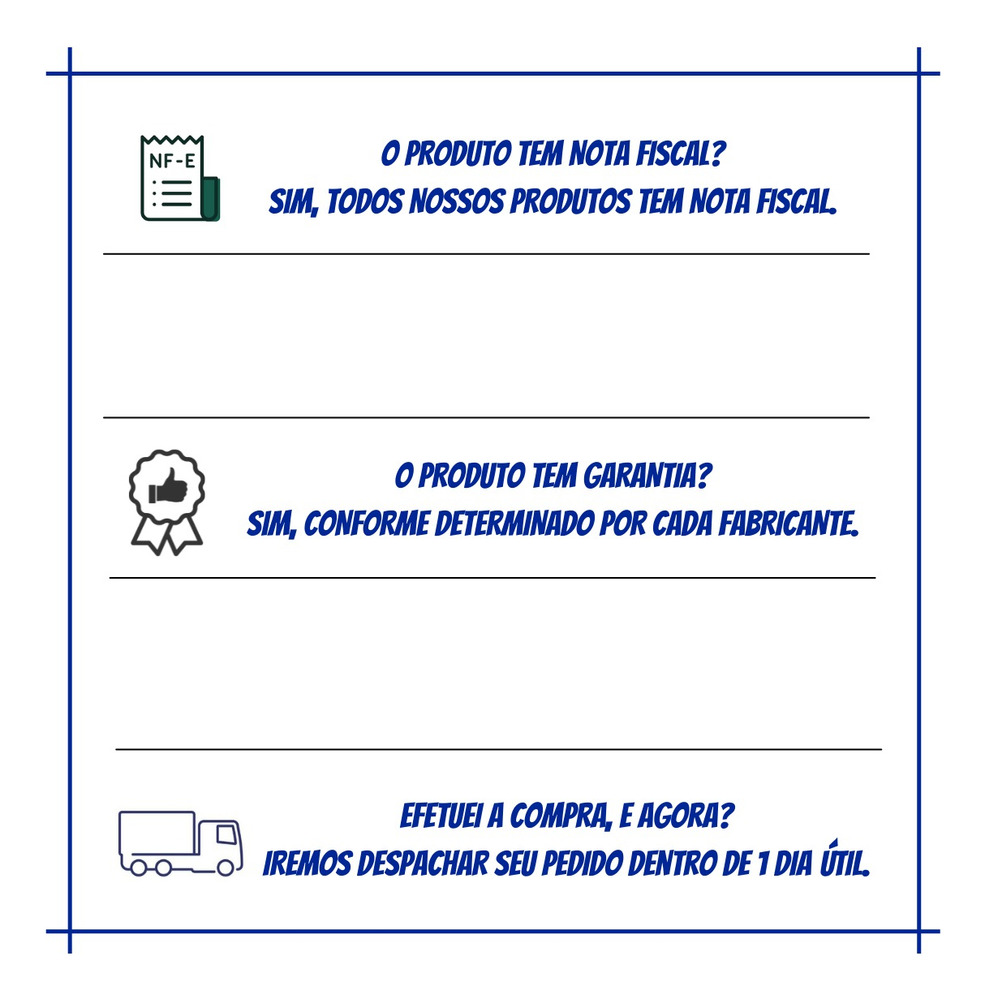 NF-E
O PRODUTO TEM NOTA FISCAL?
SIM, TODOS NOSSOS PRODUTOS TEM NOTA FISCAL.
O PRODUTO TEM GARANTIA?
SIM, CONFORME DETERMINADO POR CADA FABRICANTE.
EFETUEI A COMPRA, E AGORA?
IREMOS DESPACHAR SEU PEDIDO DENTRO DE 1 DIA ÚTIL.